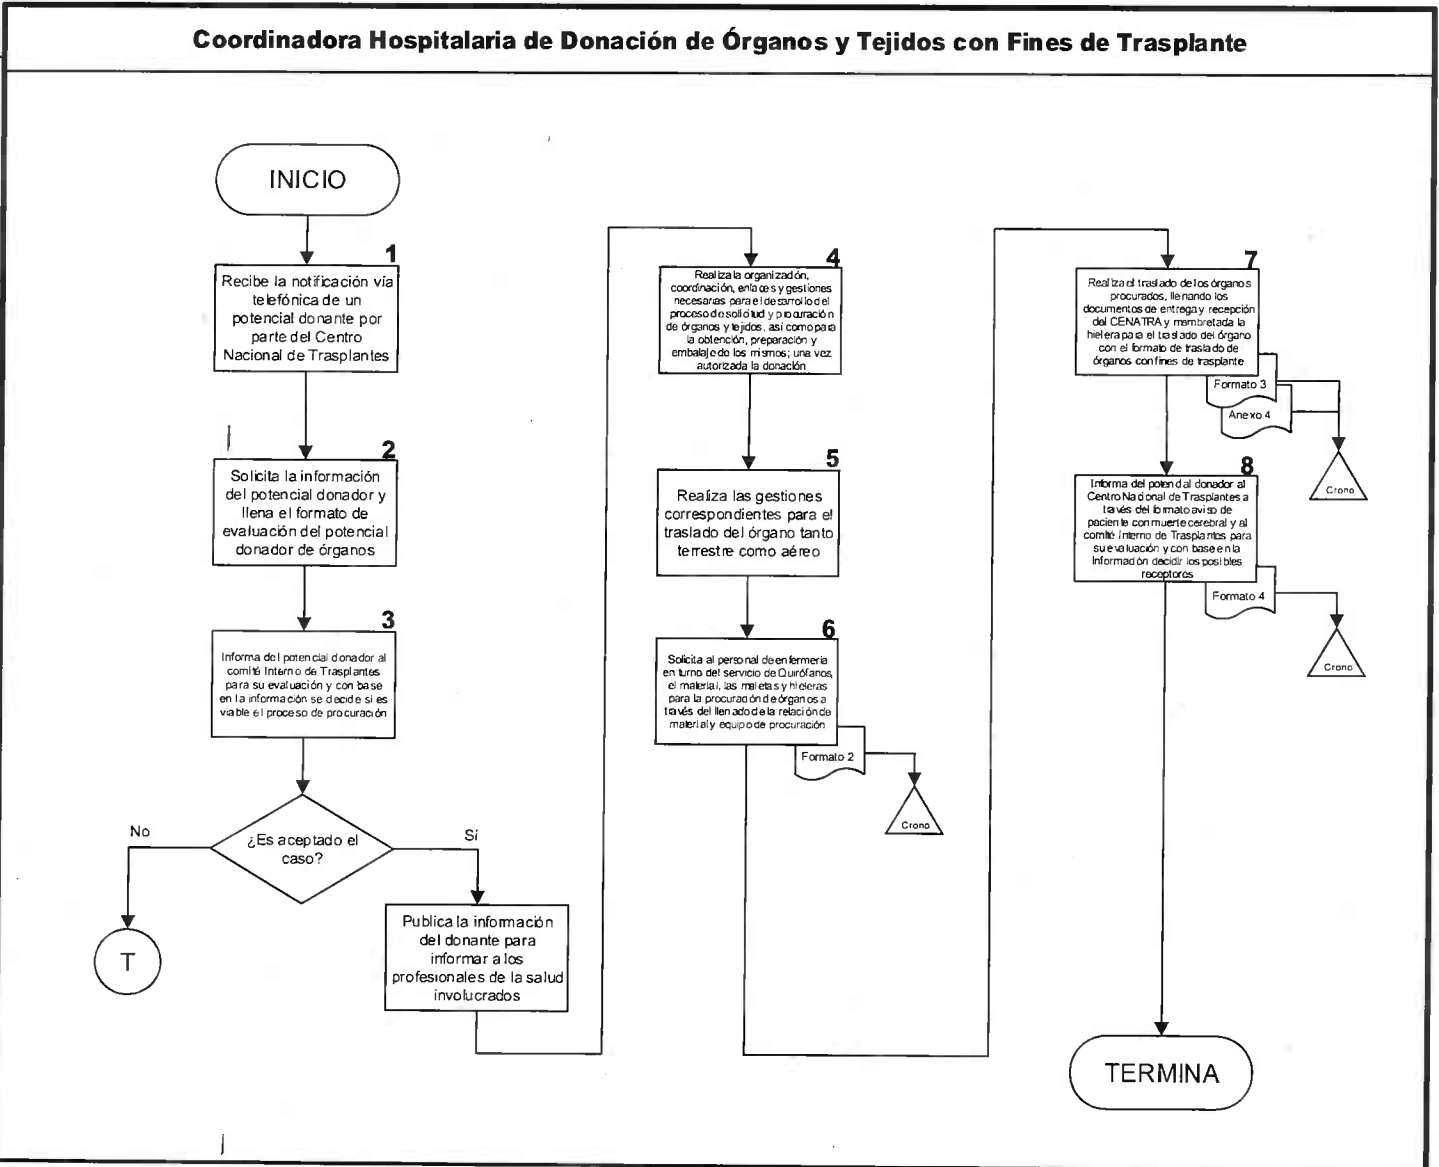 Coordinadora Hospitalaria de Donación de Órganos y Tejidos con Fines de Trasplante
INICIO
1
Recibe la notificación vía
telefónica de un
potencial donante por
parte del Centro
Nacional de Trasplantes
2
Solicita la información
del potencial donador y
llena el formato de
evaluación del potencial
donador de órganos
3
Informa del potencial donador al
comité Interno de Trasplantes
para su evaluación y con base
en la información se decide si es
viable el proceso de procuración
¿Es aceptado el
caso?
No
Sí
T
Publica la información
del donante para
informar a los
profesionales de la salud
involucrados
4
Realiza la organización,
coordinación, enlaces y gestiones
necesarias para el desarrollo del
proceso de solicitud y procuración
de órganos y tejidos, así como para
la obtención, preparación y
embalaje de los mismos; una vez
autorizada la donación
5
Realiza las gestiones
correspondientes para el
traslado del órgano tanto
terrestre como aéreo
6
Solicita al personal de enfermería
en turno del servicio de Quirófanos,
el material, las maletas y hieleras
para la procuración de órganos a
través del llenado de la relación de
material y equipo de procuración
Formato 2
Crono
7
Realiza el traslado de los órganos
procurados, llenando los
documentos de entrega y recepción
del CENATRA y membretada la
hielera para el traslado del órgano
con el formato de traslado de
órganos con fines de trasplante
Formato 3
Anexo 4
Crono
8
Informa del potencial donador al
Centro Nacional de Trasplantes a
través del formato aviso de
paciente con muerte cerebral y al
comité Interno de Trasplantes para
su evaluación y con base en la
Información decidir los posibles
receptores
Formato 4
Crono
TERMINA